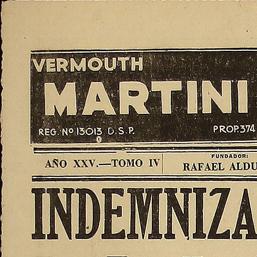 VERMOUTH
MARTINI
REG. Nº 13013 D.S.P. PROP. 374
AÑO XXV.—TOMO IV
FUNDADOR:
RAFAEL ALDU
INDEMNIZA